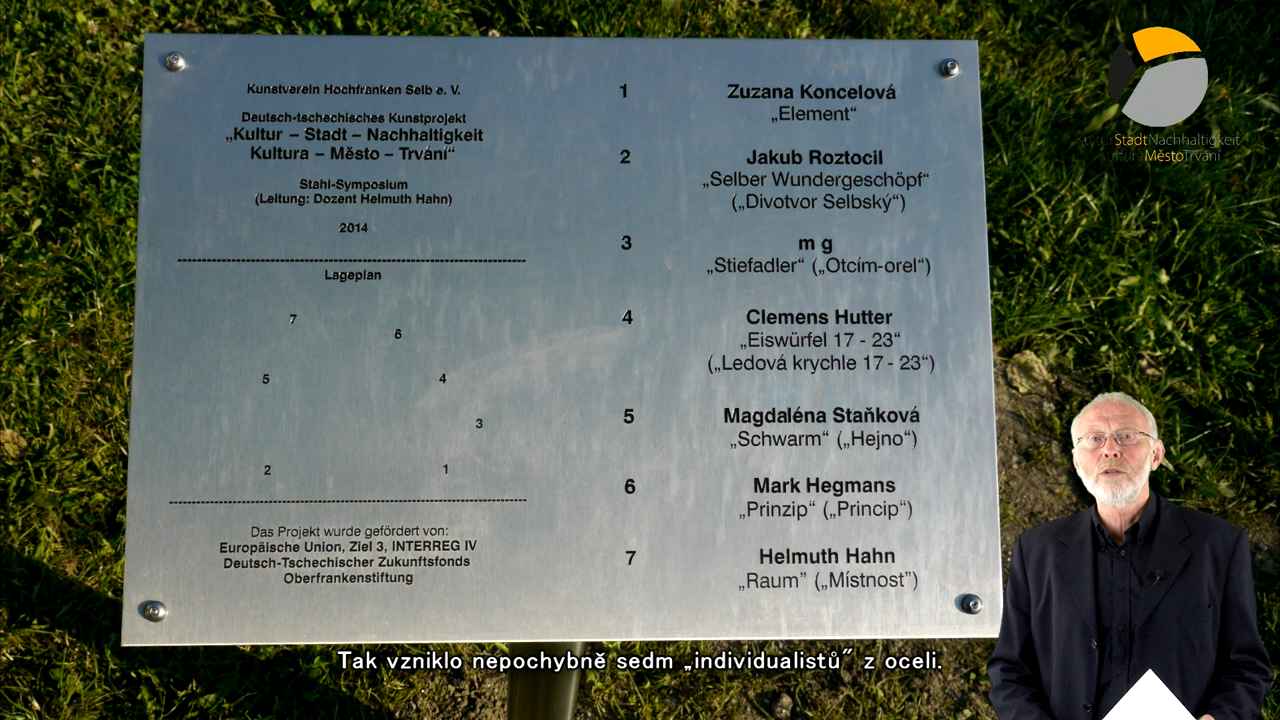 Kunstverein Hochfranken Selb e. V.
Deutsch-tschechisches Kunstprojekt
„Kultur – Stadt – Nachhaltigkeit
Kultura – Město – Trvání“
Stahl-Symposium
(Leitung: Dozent Helmuth Hahn)
2014
Lageplan
7
6
5
4
3
2
1
Das Projekt wurde gefördert von:
Europäische Union, Ziel 3, INTERREG IV
Deutsch-Tschechischer Zukunftsfonds
Oberfrankenstiftung
1 Zuzana Koncelová
„Element“
2 Jakub Roztocil
„Selber Wundergeschöpf“
(„Divotvor Selbský“)
3 m g
„Stiefadler“ („Otcím-orel“)
4 Clemens Hutter
„Eiswürfel 17 - 23“
(„Ledová krychle 17 - 23“)
5 Magdaléna Staňková
„Schwarm“ („Hejno“)
6 Mark Hegmans
„Prinzip“ („Princip“)
7 Helmuth Hahn
„Raum” („Místnost”)
KulturStadtNachhaltigkeit
KulturaMěstoTrvání
Tak vzniklo nepochybně sedm „individualistů” z oceli.